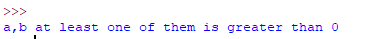 >>>
a,b at least one of them is greater than 0